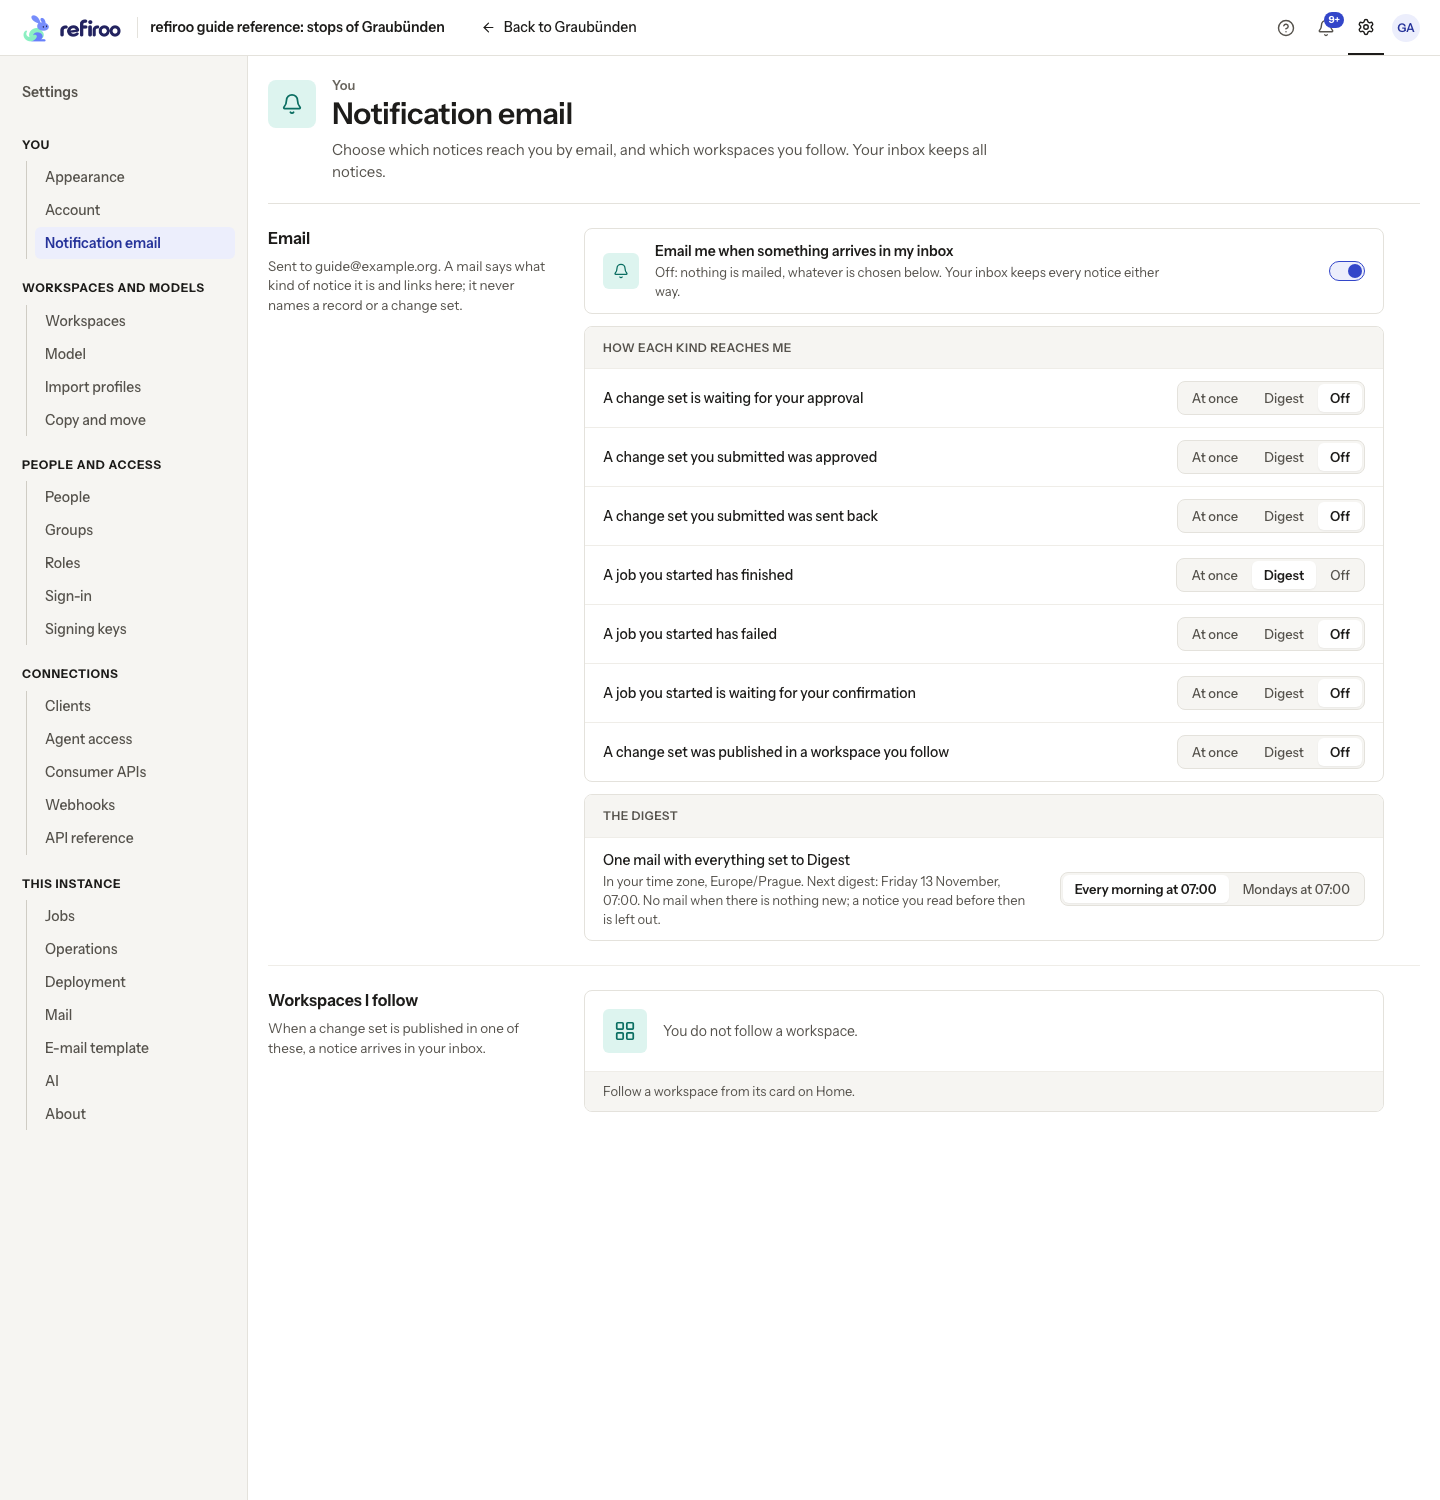 refiroo
refiroo guide reference: stops of Graubünden
Back to Graubünden
9+
GA
Settings
YOU
Appearance
Account
Notification email
WORKSPACES AND MODELS
Workspaces
Model
Import profiles
Copy and move
PEOPLE AND ACCESS
People
Groups
Roles
Sign-in
Signing keys
CONNECTIONS
Clients
Agent access
Consumer APIs
Webhooks
API reference
THIS INSTANCE
Jobs
Operations
Deployment
Mail
E-mail template
AI
About
You
Notification email
Choose which notices reach you by email, and which workspaces you follow. Your inbox keeps all
notices.
Email
Sent to guide@example.org. A mail says what
kind of notice it is and links here; it never
names a record or a change set.
Email me when something arrives in my inbox
Off: nothing is mailed, whatever is chosen below. Your inbox keeps every notice either
way.
HOW EACH KIND REACHES ME
A change set is waiting for your approval
At once Digest Off
A change set you submitted was approved
At once Digest Off
A change set you submitted was sent back
At once Digest Off
A job you started has finished
At once Digest Off
A job you started has failed
At once Digest Off
A job you started is waiting for your confirmation
At once Digest Off
A change set was published in a workspace you follow
At once Digest Off
THE DIGEST
One mail with everything set to Digest
In your time zone, Europe/Prague. Next digest: Friday 13 November,
07:00. No mail when there is nothing new; a notice you read before then
is left out.
Every morning at 07:00 Mondays at 07:00
Workspaces I follow
When a change set is published in one of
these, a notice arrives in your inbox.
You do not follow a workspace.
Follow a workspace from its card on Home.